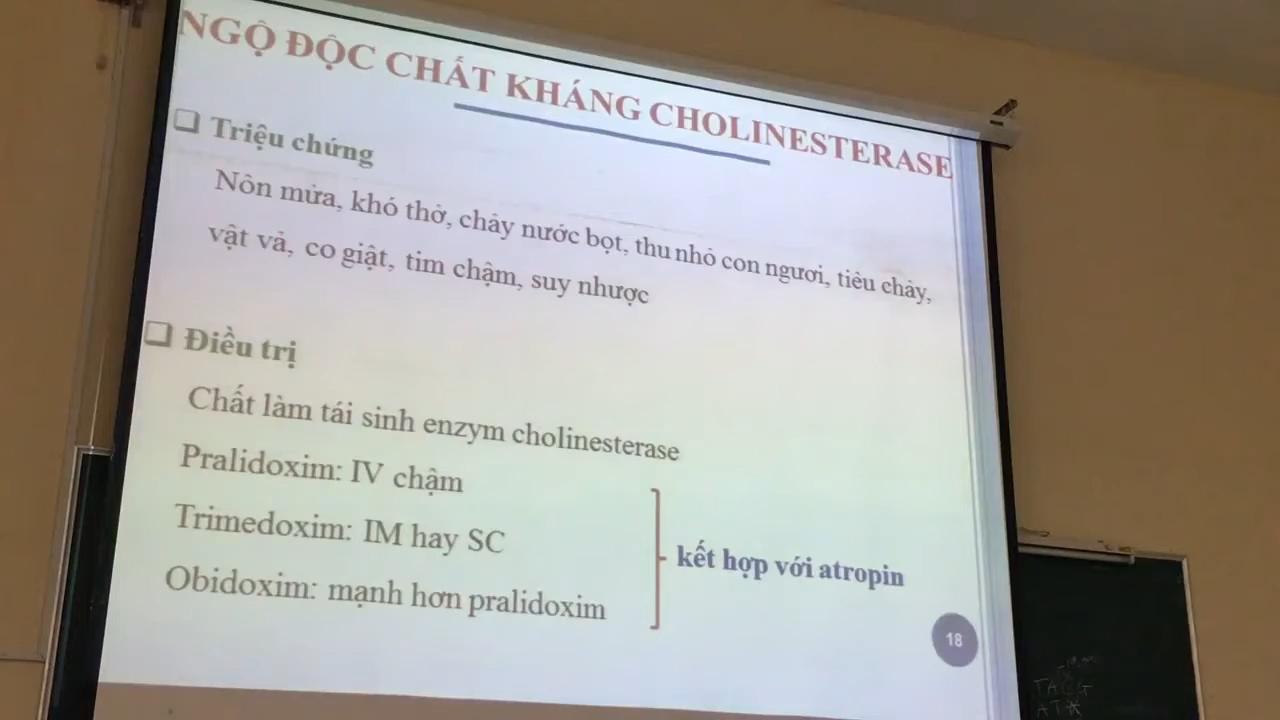 NGỘ ĐỘC CHẤT KHÁNG CHOLINESTERASE
❑ Triệu chứng
Nôn mửa, khó thở, chảy nước bọt, thu nhỏ con ngươi, tiêu chảy,
vật vả, co giật, tim chậm, suy nhược
❑ Điều trị
Chất làm tái sinh enzym cholinesterase
Pralidoxim: IV chậm
Trimedoxim: IM hay SC
Obidoxim: mạnh hơn pralidoxim
kết hợp với atropin
18